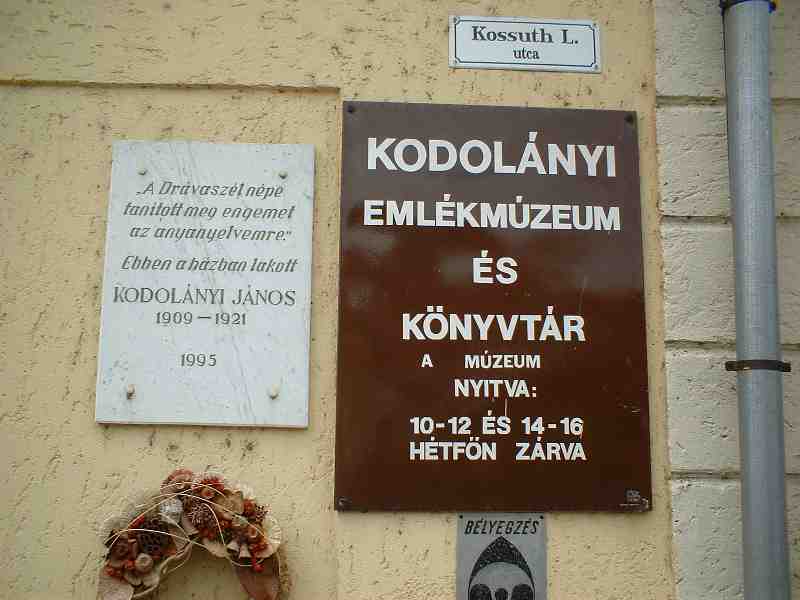 Kossuth L.
utca
„A Drávaszél népe
tanitott meg engemet
az anyanyelvemre."
Ebben a házban lakott
KODOLÁNYI JÁNOS
1909-1921
1995
KODOLÁNYI
EMLÉKMÚZEUM
ÉS
KÖNYVTÁR
A MÚZEUM
NYITVA:
10-12 ÉS 14-16
HÉTFŐN ZÁRVA
BÉLYEGZÉS